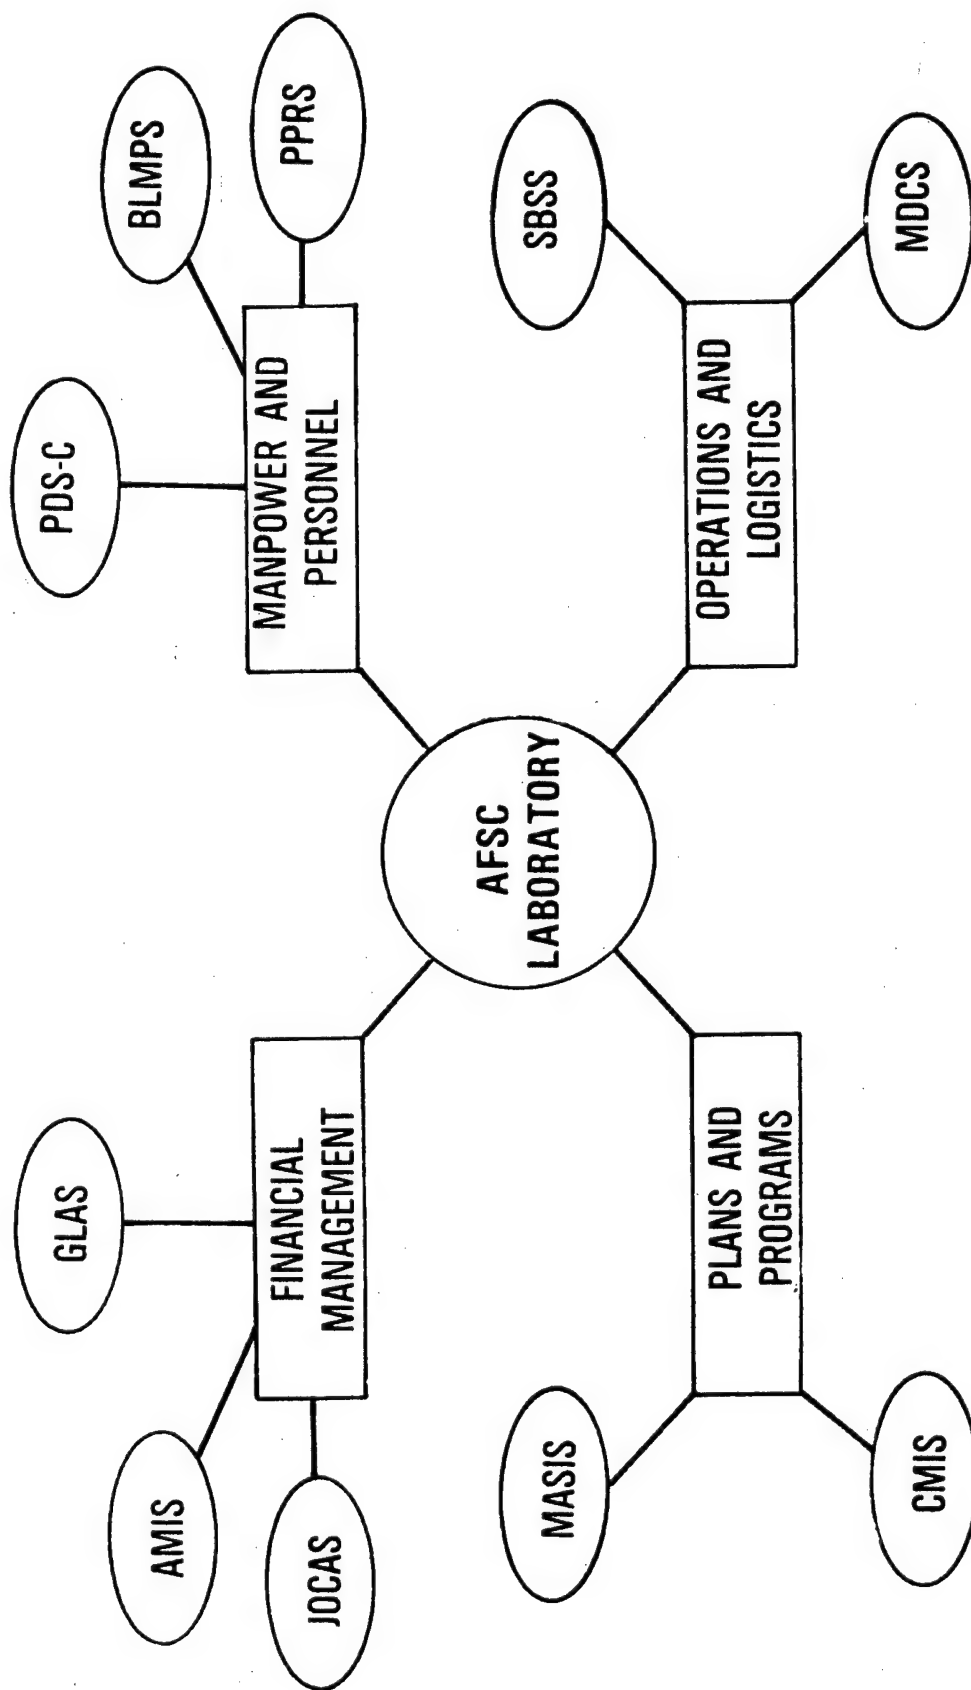 GLAS
AMIS
JOCAS
FINANCIAL
MANAGEMENT
PDS-C
BLMPS
PPRS
MANPOWER AND
PERSONNEL
AFSC
LABORATORY
MASIS
CMIS
PLANS AND
PROGRAMS
SBSS
MDCS
OPERATIONS AND
LOGISTICS